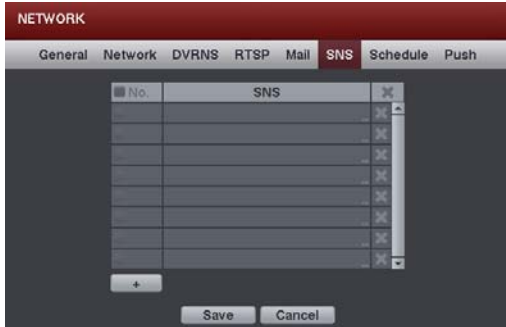 NETWORK
General Network DVRNS RTSP Mail SNS Schedule Push
No. SNS
+
Save Cancel